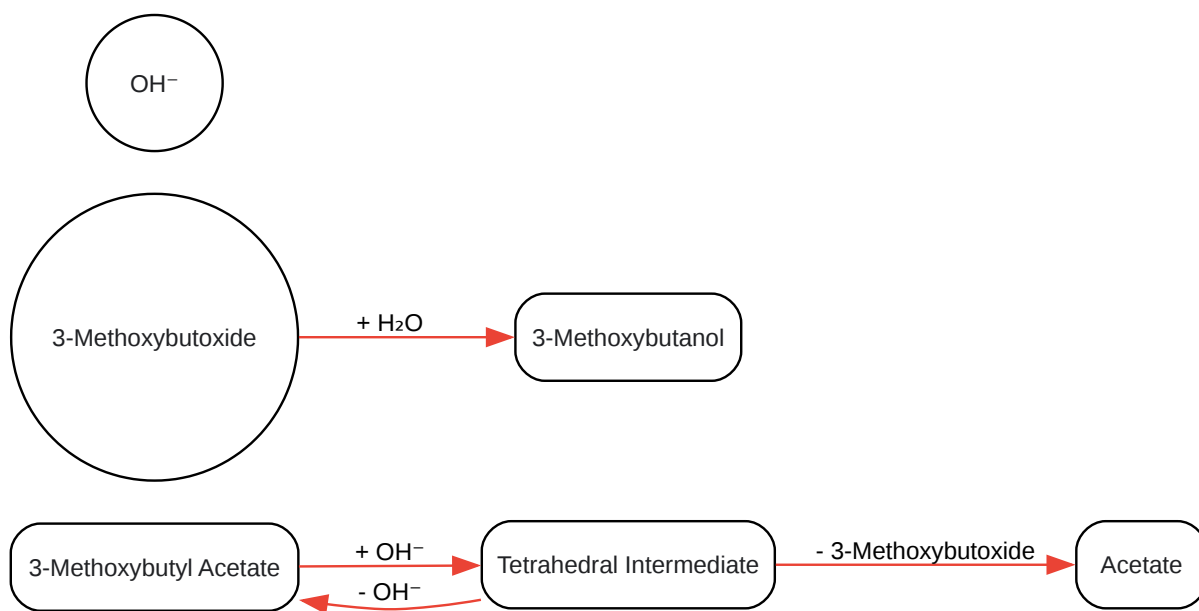 OH⁻
3-Methoxybutoxide
+ H₂O
3-Methoxybutanol
3-Methoxybutyl Acetate
+ OH⁻
- OH⁻
Tetrahedral Intermediate
- 3-Methoxybutoxide
Acetate